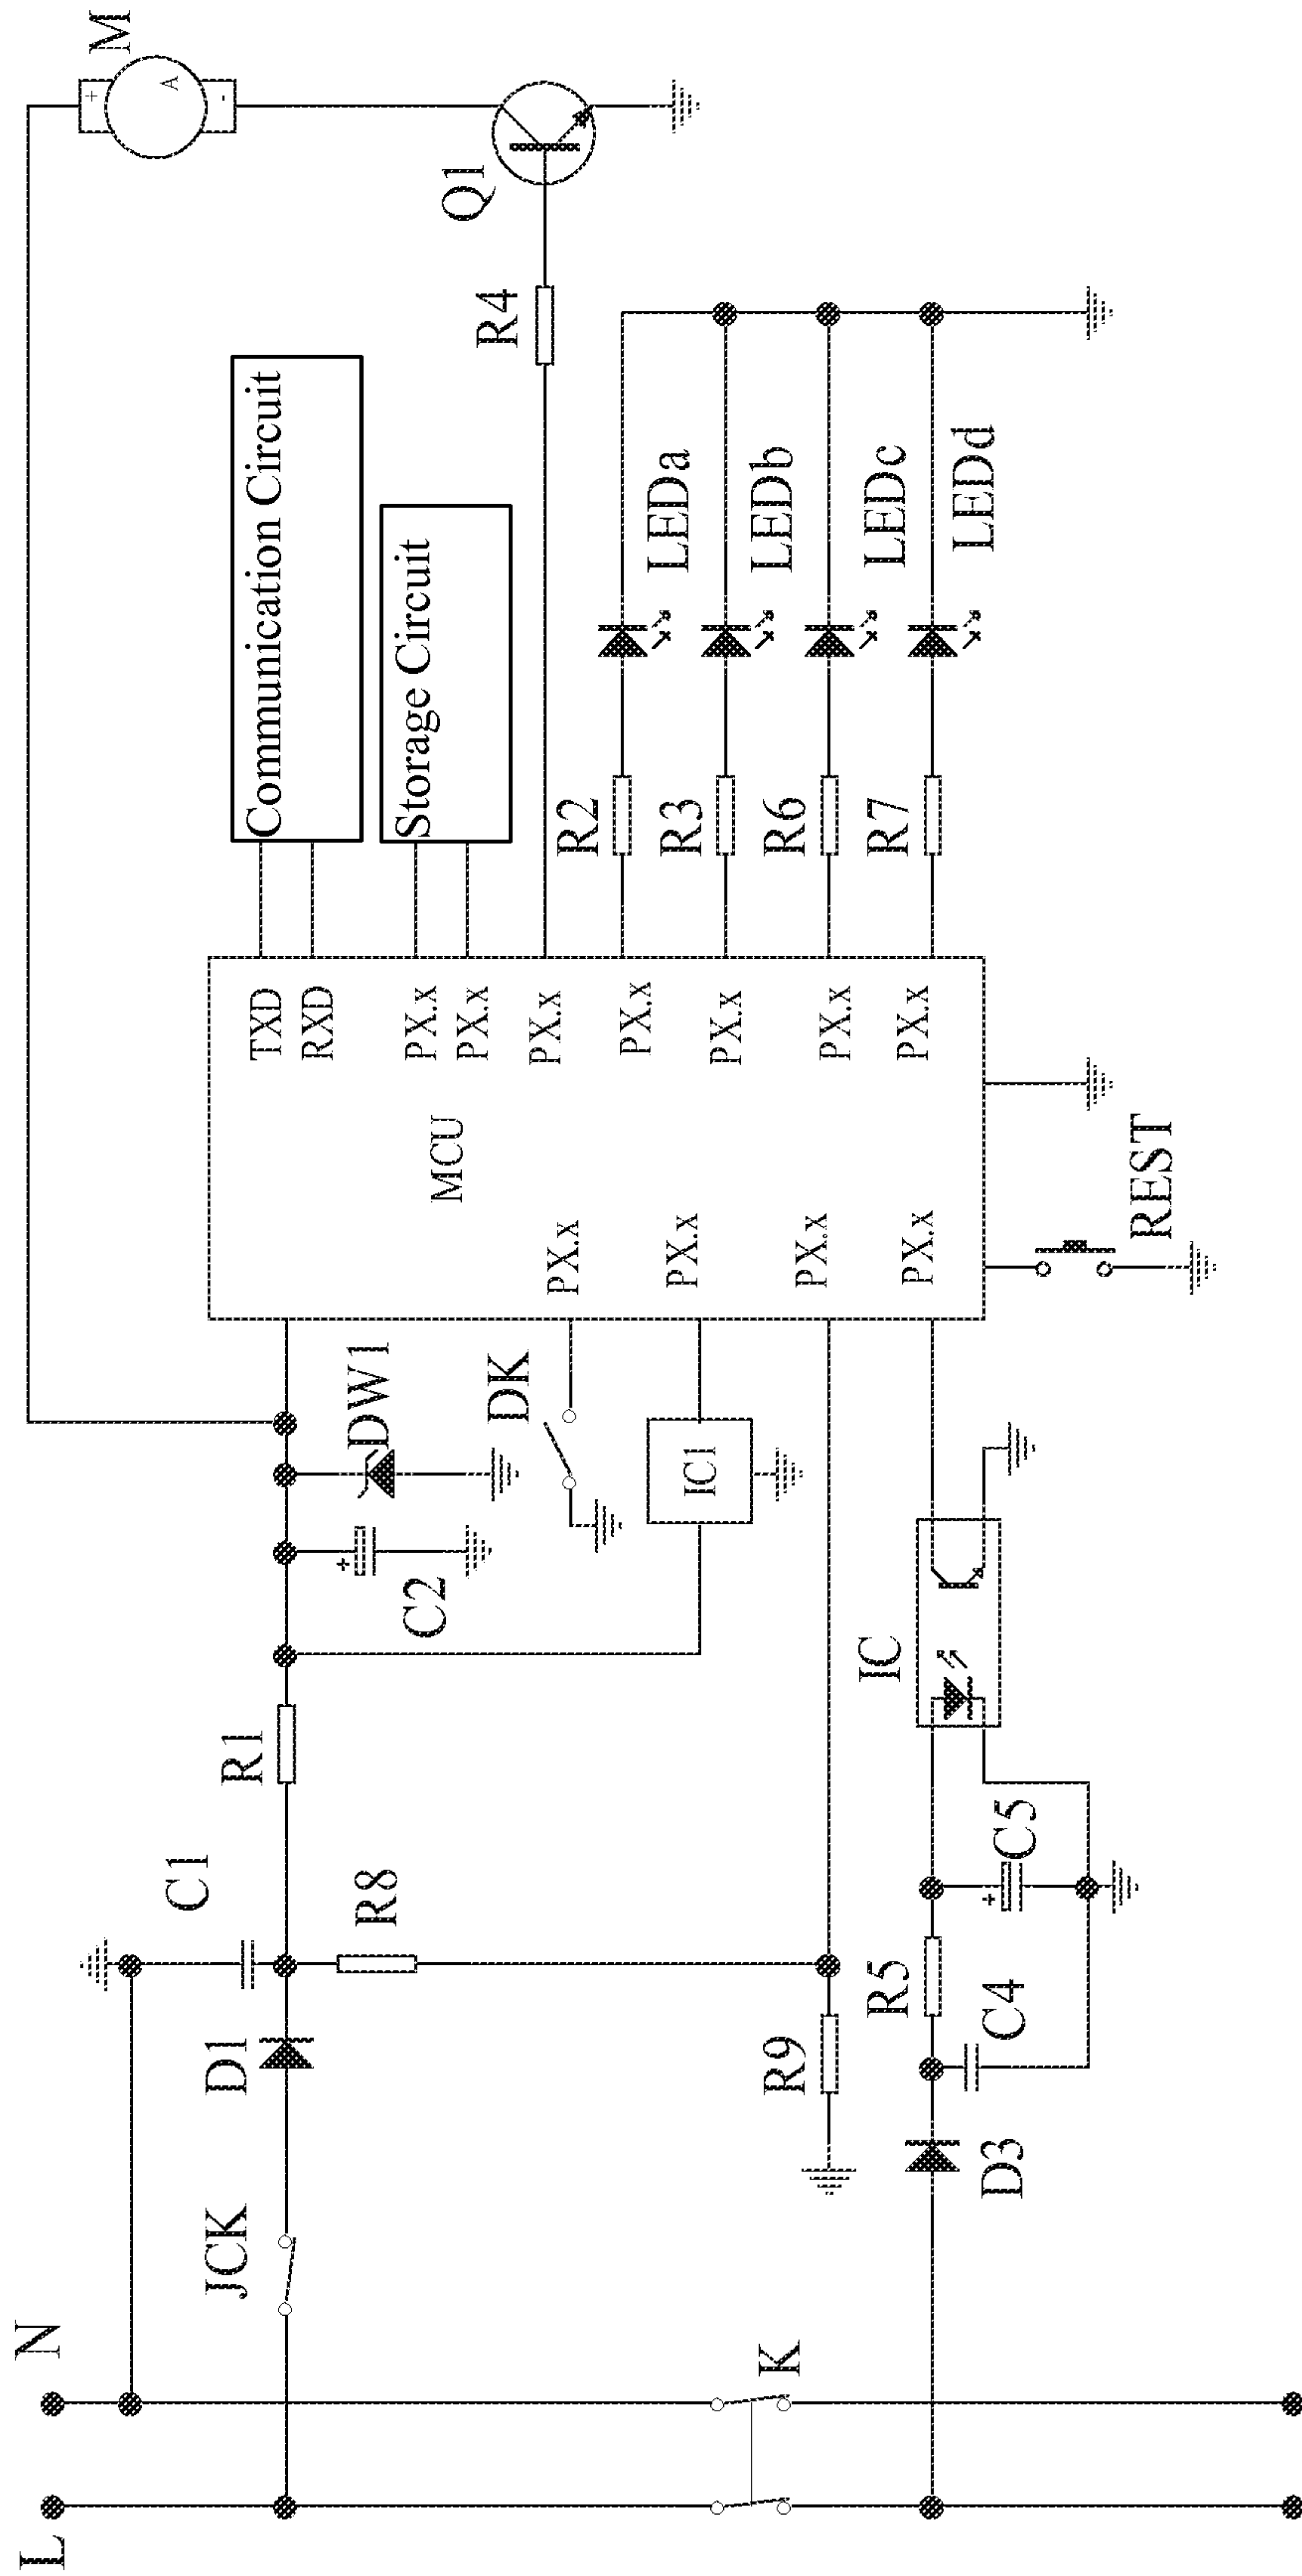 L
N
JCK
D1
C1
R8
R1
C2
DW1
DK
IC1
R9
K
D3
C4
R5
C5
IC
MCU
PX.x
PX.x
PX.x
PX.x
TXD
RXD
PX.x
PX.x
PX.x
PX.x
PX.x
PX.x
PX.x
REST
Communication Circuit
Storage Circuit
R4
Q1
M
+
A
-
R2
R3
R6
R7
LEDa
LEDb
LEDc
LEDd
+
+